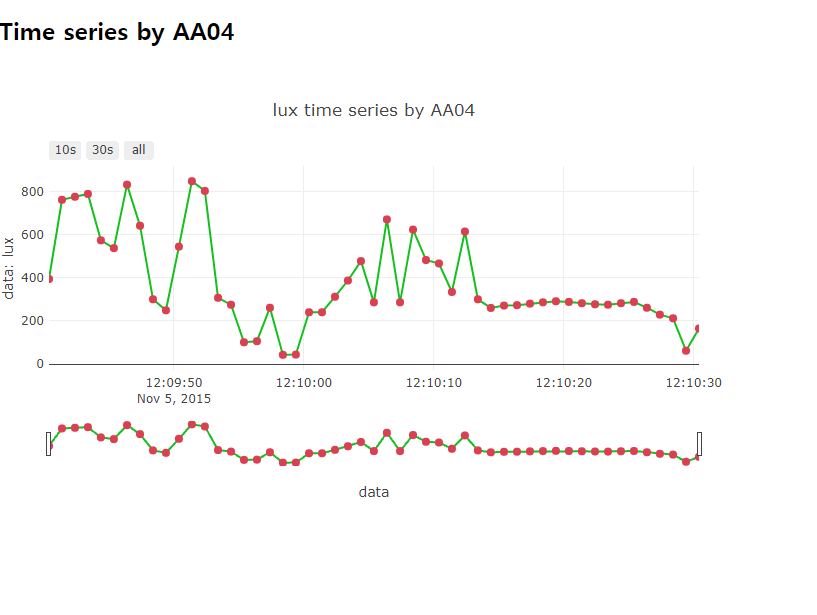 Time series by AA04
lux time series by AA04
10s 30s all
data: lux
800
600
400
200
0
12:09:50 12:10:00 12:10:10 12:10:20 12:10:30
Nov 5, 2015
data